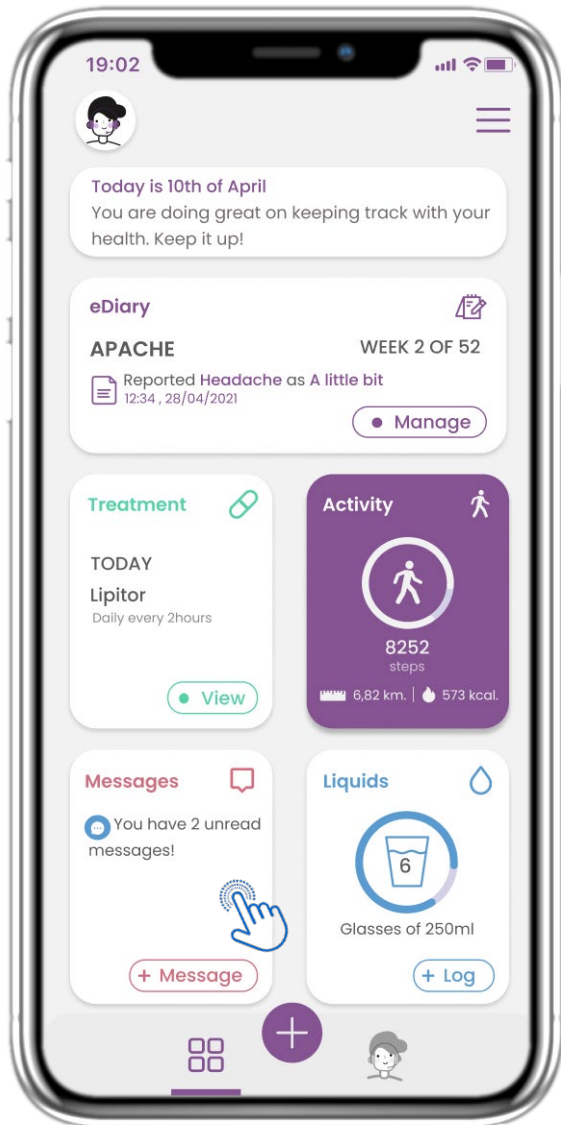 19:02
Today is 10th of April
You are doing great on keeping track with your
health. Keep it up!
eDiary
APACHE
WEEK 2 OF 52
Reported Headache as A little bit
12:34 , 28/04/2021
Manage
Treatment
TODAY
Lipitor
Daily every 2hours
View
Activity
8252
steps
6,82 km.
573 kcal.
Messages
You have 2 unread
messages!
+ Message
Liquids
6
Glasses of 250ml
+ Log